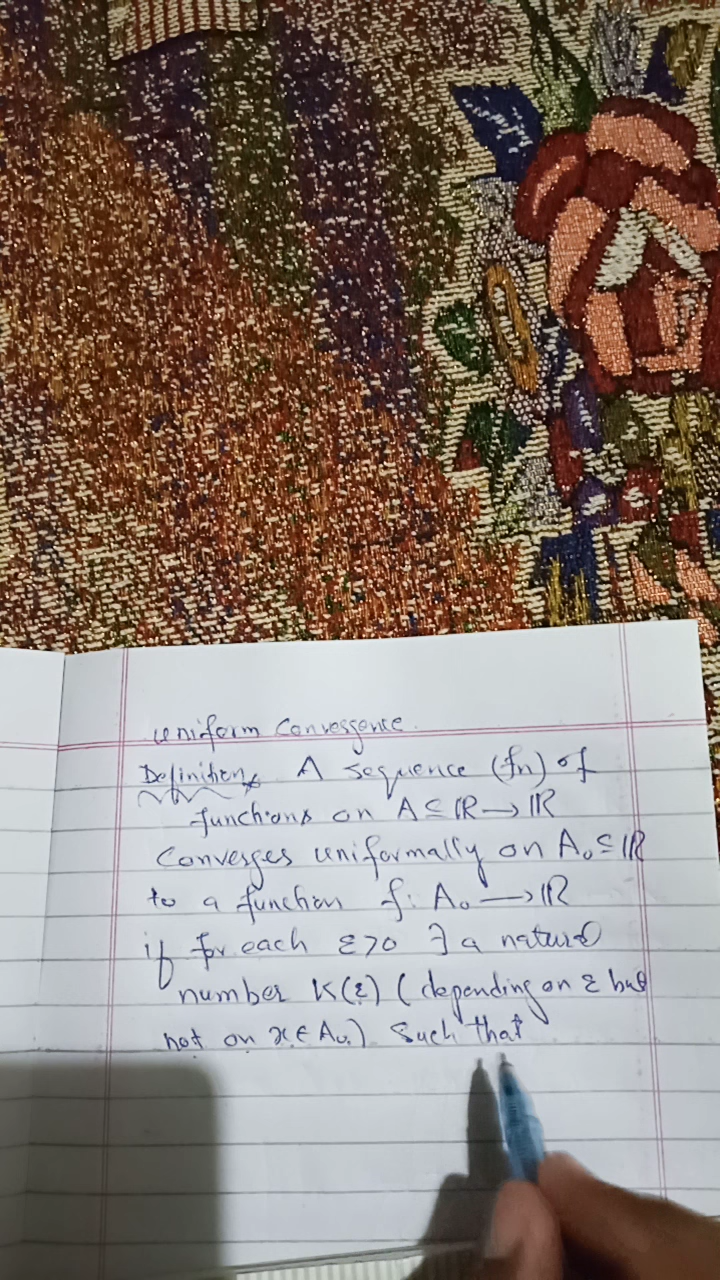 Uniform Convergence.
Definition, A sequence (fn) of
functions on A ⊆ ℝ → ℝ
Converges uniformally on A₀ ⊆ ℝ
to a function f: A₀ → ℝ
if for each ε>0 ∃ a natural
number K(ε) (depending on ε but
not on x ∈ A₀.) Such that